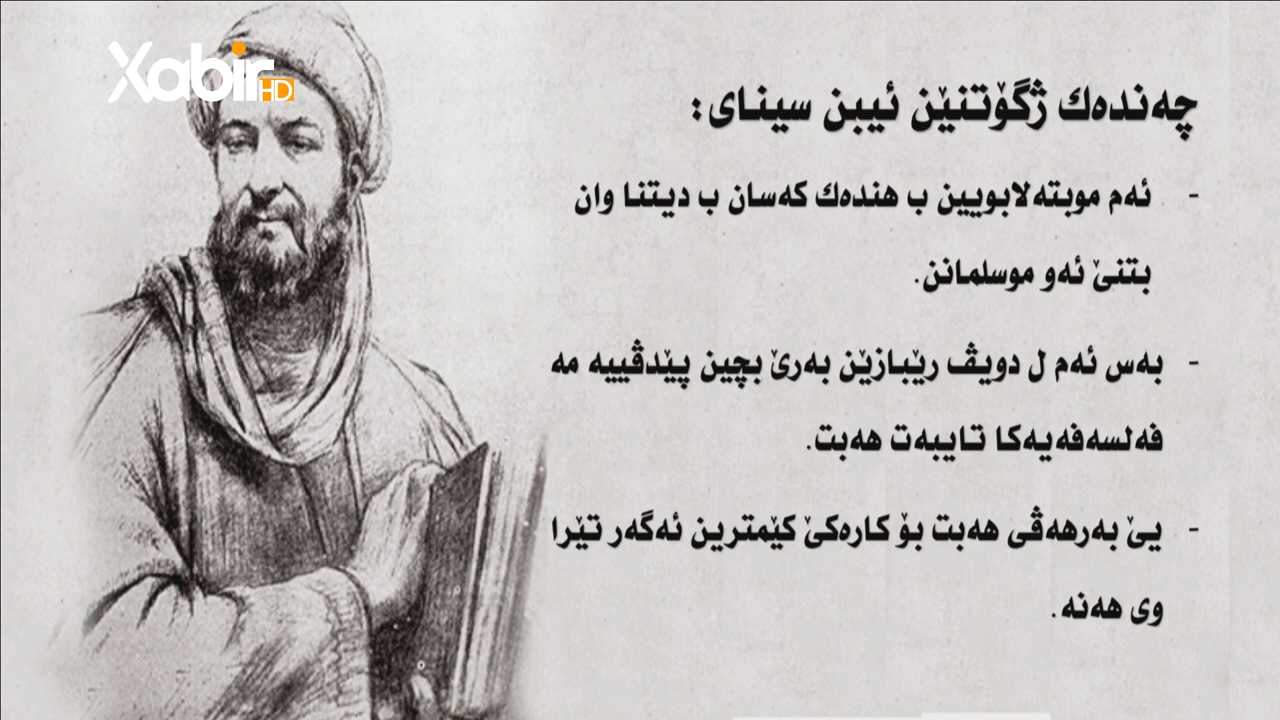 Xabir HD
چەندەك ژگۆتنێن ئیبن سینای:
- ئەم موبتەلابویین ب هندەك كەسان ب دیتنا وان
بتنێ ئەو موسلمانن.
- بەس ئەم ل دویڤ رێبازێن بەرێ بچین پێدڤییە مە
فەلسەفەیەكا تایبەت هەبت.
- یێ بەرهەڤی هەبت بۆ كارەكێ كێمترین ئەگەر تێرا
وی هەنە.